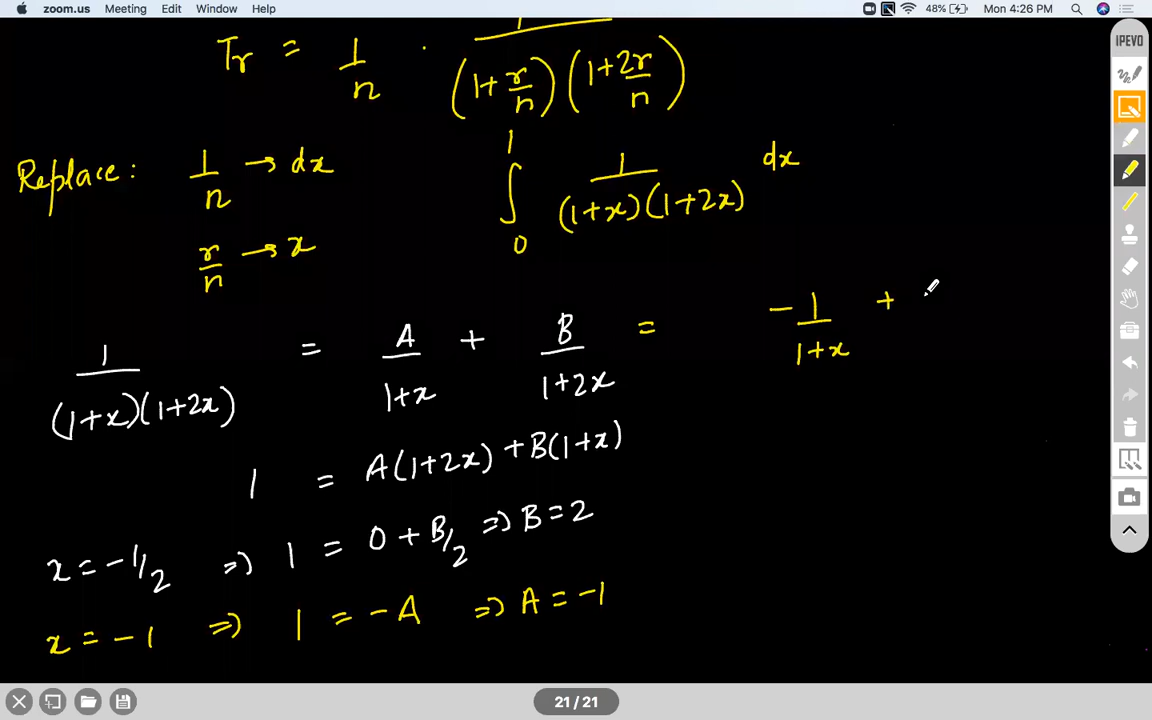 zoom.us Meeting Edit Window Help 48% Mon 4:26 PM
IPEVO
Tr = 1/n · 1/((1+r/n)(1+2r/n))
Replace: 1/n → dx ∫₀¹ 1/((1+x)(1+2x)) dx
r/n → x
1/((1+x)(1+2x)) = A/(1+x) + B/(1+2x) = -1/(1+x) +
1 = A(1+2x) + B(1+x)
x = -1/2 => 1 = 0 + B/2 => B = 2
x = -1 => 1 = -A => A = -1
21 / 21